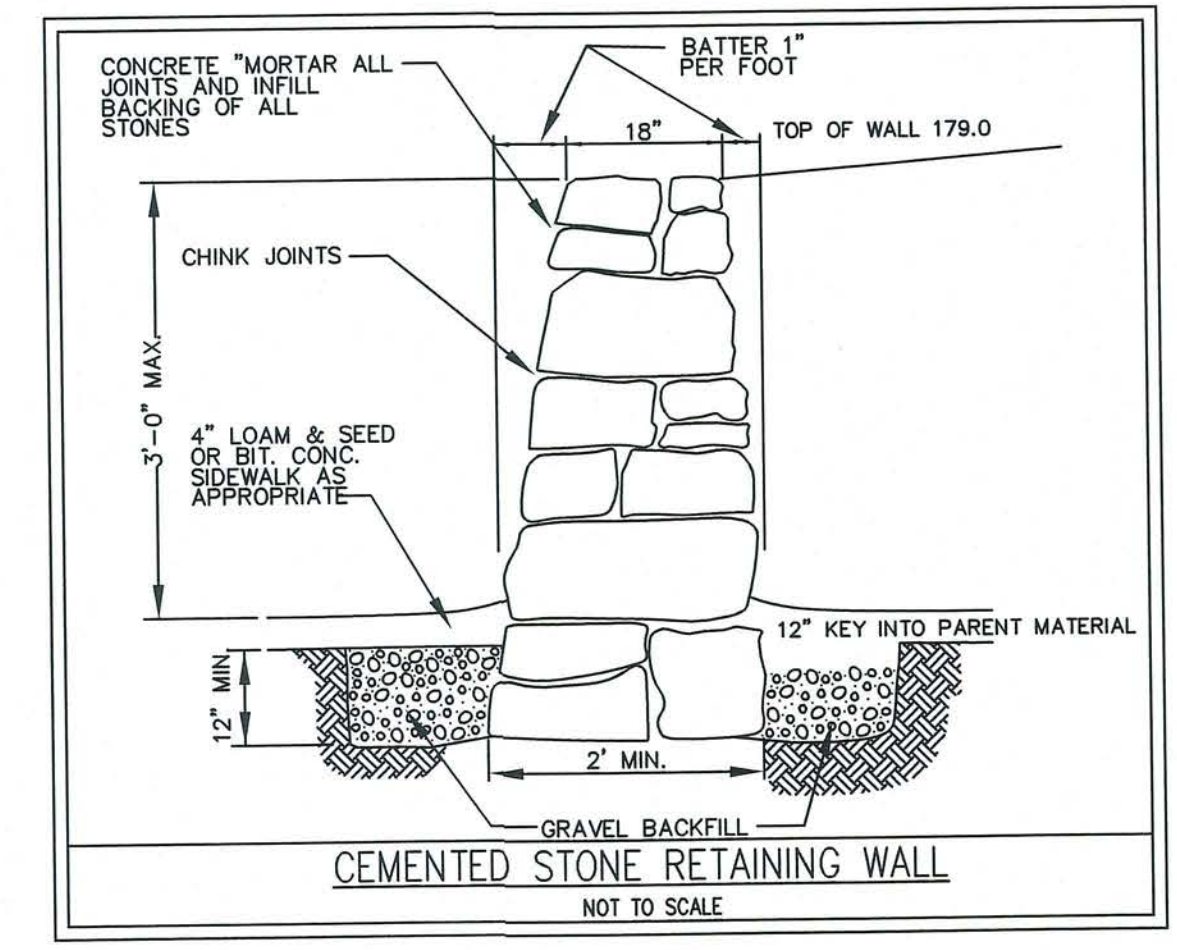 CONCRETE "MORTAR ALL
JOINTS AND INFILL
BACKING OF ALL
STONES
BATTER 1"
PER FOOT
18"
TOP OF WALL 179.0
CHINK JOINTS
3'-0" MAX.
4" LOAM & SEED
OR BIT. CONC.
SIDEWALK AS
APPROPRIATE
12" KEY INTO PARENT MATERIAL
12" MIN
2' MIN.
GRAVEL BACKFILL
CEMENTED STONE RETAINING WALL
NOT TO SCALE